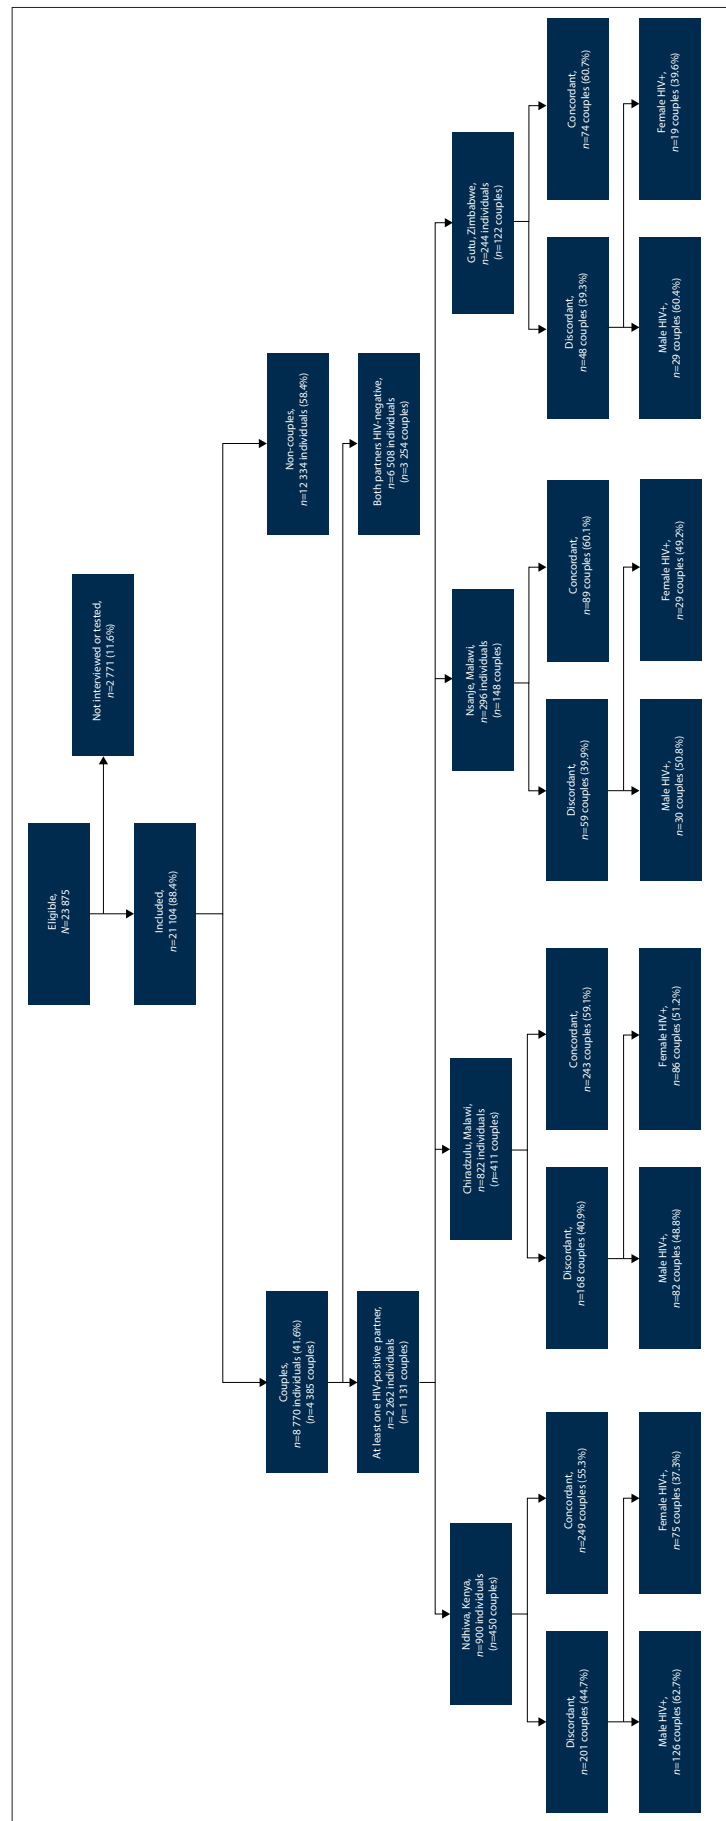 Eligible,
N=23 875
Not interviewed or tested,
n=2 771 (11.6%)
Included,
n=21 104 (88.4%)
Couples,
n=8 770 individuals (41.6%)
(n=4 385 couples)
Non-couples,
n=12 334 individuals (58.4%)
At least one HIV-positive partner,
n=2 262 individuals
(n=1 131 couples)
Both partners HIV-negative,
n=6 508 individuals
(n=3 254 couples)
Ndhiwa, Kenya,
n=900 individuals
(n=450 couples)
Chiradzulu, Malawi,
n=822 individuals
(n=411 couples)
Nsanje, Malawi,
n=296 individuals
(n=148 couples)
Gutu, Zimbabwe,
n=244 individuals
(n=122 couples)
Discordant,
n=201 couples (44.7%)
Concordant,
n=249 couples (55.3%)
Discordant,
n=168 couples (40.9%)
Concordant,
n=243 couples (59.1%)
Discordant,
n=59 couples (39.9%)
Concordant,
n=89 couples (60.1%)
Discordant,
n=48 couples (39.3%)
Concordant,
n=74 couples (60.7%)
Male HIV+,
n=126 couples (62.7%)
Female HIV+,
n=75 couples (37.3%)
Male HIV+,
n=82 couples (48.8%)
Female HIV+,
n=86 couples (51.2%)
Male HIV+,
n=30 couples (50.8%)
Female HIV+,
n=29 couples (49.2%)
Male HIV+,
n=29 couples (60.4%)
Female HIV+,
n=19 couples (39.6%)